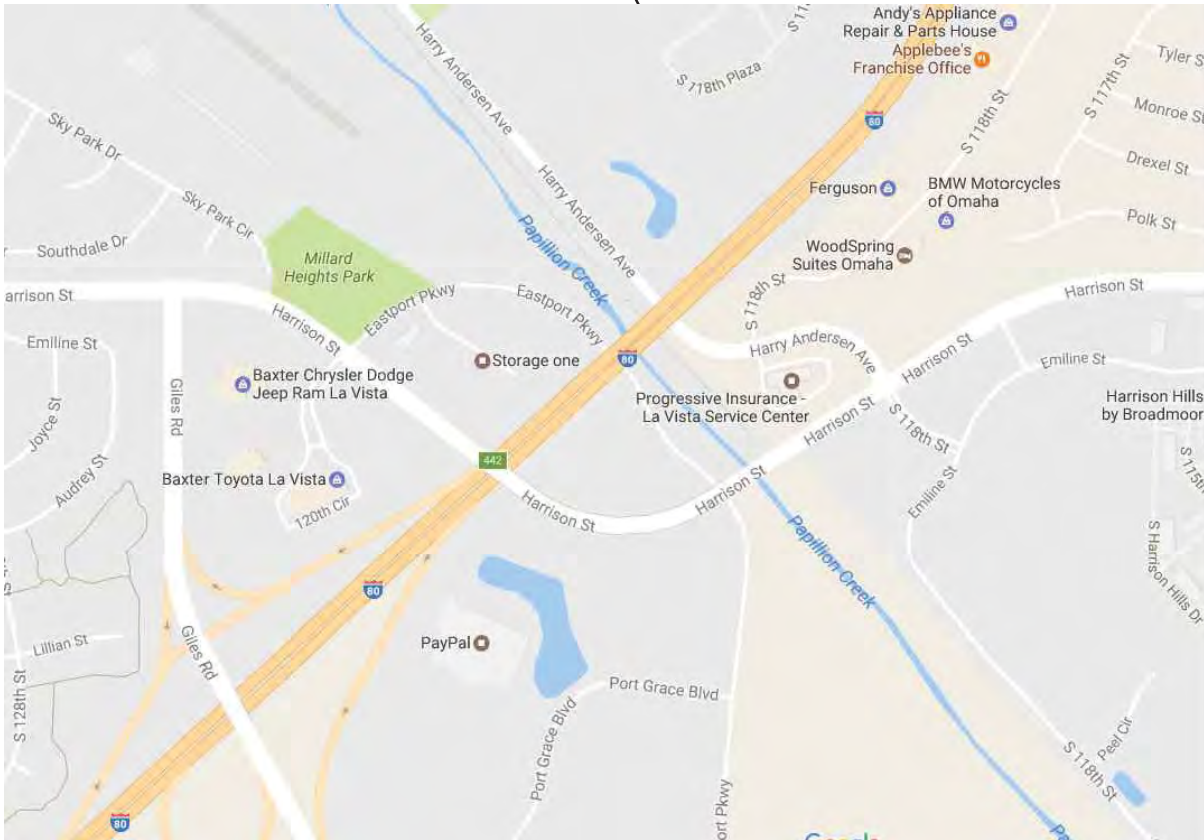 Andy's Appliance
Repair & Parts House
Applebee's
Franchise Office
S 118th Plaza
Harry Andersen Ave
S 118th St
S 117th St
Monroe St
Drexel St
Polk St
80
Ferguson
BMW Motorcycles
of Omaha
WoodSpring
Suites Omaha
Sky Park Dr
Sky Park Cir
Southdale Dr
Millard
Heights Park
Papillion Creek
Harry Andersen Ave
Eastport Pkwy
Eastport Pkwy
S 118th St
Harrison St
arrison St
Harrison St
Emiline St
Storage one
80
Harry Andersen Ave
Harrison St
Emiline St
Baxter Chrysler Dodge
Jeep Ram La Vista
Giles Rd
Joyce St
Progressive Insurance -
La Vista Service Center
Harrison Hills
by Broadmoor
Harrison St
S 118th St
442
Audrey St
Baxter Toyota La Vista
120th Cir
Harrison St
Harrison St
Emiline St
S 115th
Papillion Creek
S Harrison Hills Dr
80
Lillian St
Giles Rd
PayPal
S 128th St
Port Grace Blvd
Port Grace Blvd
Peel Cir
S 118th St
ort Pkwy
80